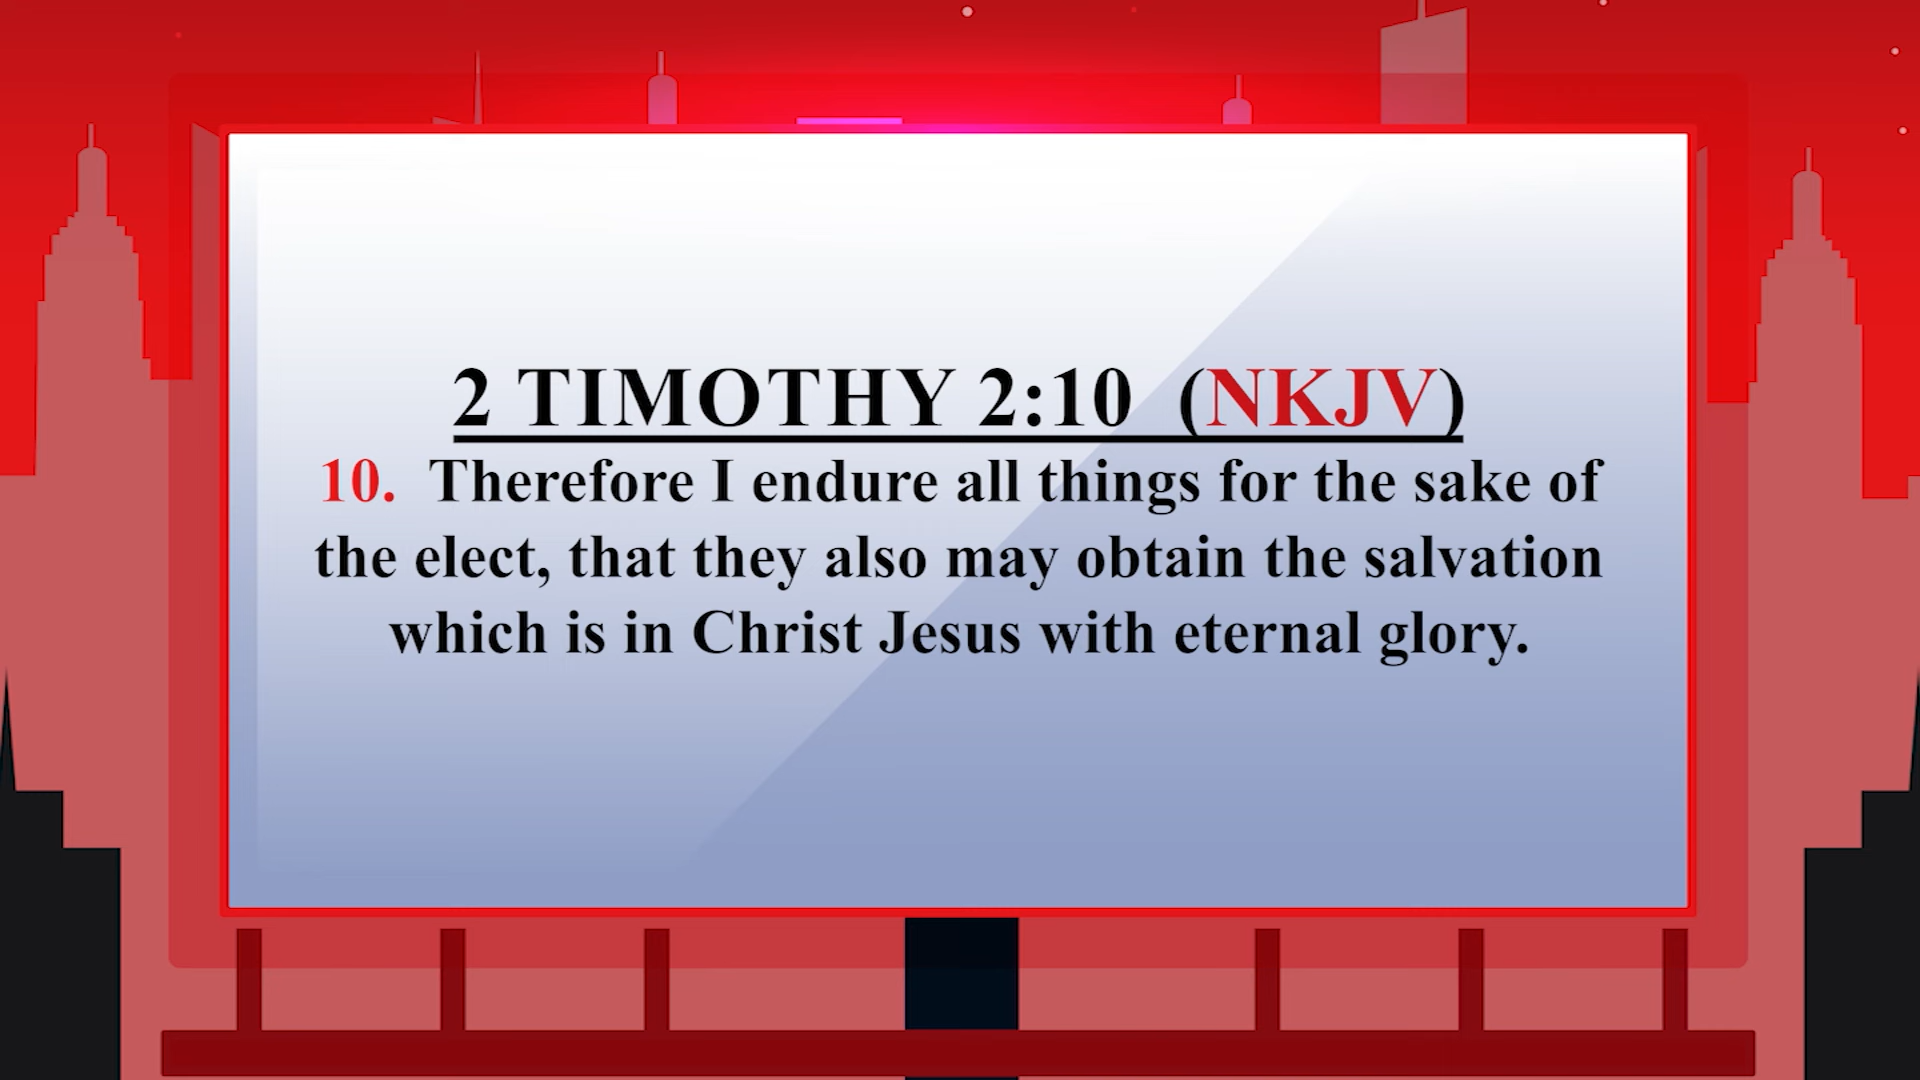 2 TIMOTHY 2:10 (NKJV)
10. Therefore I endure all things for the sake of
the elect, that they also may obtain the salvation
which is in Christ Jesus with eternal glory.